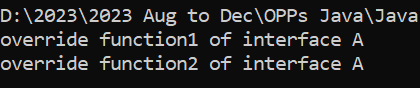 D:\2023\2023 Aug to Dec\OPPs Java\Java
override function1 of interface A
override function2 of interface A